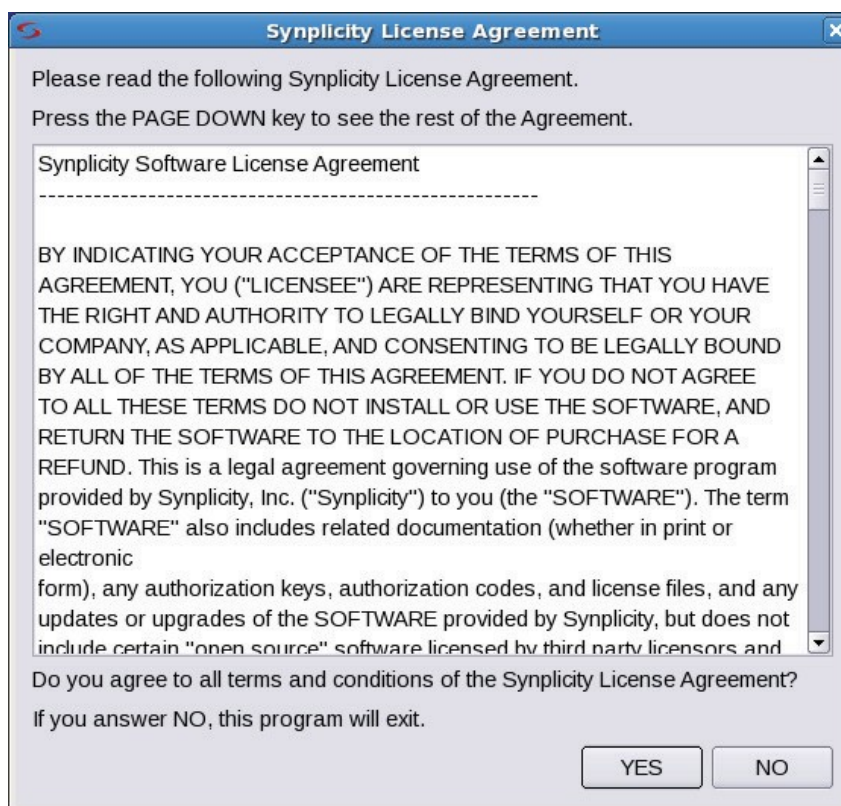 Synplicity License Agreement
Please read the following Synplicity License Agreement.
Press the PAGE DOWN key to see the rest of the Agreement.
Synplicity Software License Agreement
-------------------------------------------------------
BY INDICATING YOUR ACCEPTANCE OF THE TERMS OF THIS
AGREEMENT, YOU ("LICENSEE") ARE REPRESENTING THAT YOU HAVE
THE RIGHT AND AUTHORITY TO LEGALLY BIND YOURSELF OR YOUR
COMPANY, AS APPLICABLE, AND CONSENTING TO BE LEGALLY BOUND
BY ALL OF THE TERMS OF THIS AGREEMENT. IF YOU DO NOT AGREE
TO ALL THESE TERMS DO NOT INSTALL OR USE THE SOFTWARE, AND
RETURN THE SOFTWARE TO THE LOCATION OF PURCHASE FOR A
REFUND. This is a legal agreement governing use of the software program
provided by Synplicity, Inc. ("Synplicity") to you (the "SOFTWARE"). The term
"SOFTWARE" also includes related documentation (whether in print or
electronic
form), any authorization keys, authorization codes, and license files, and any
updates or upgrades of the SOFTWARE provided by Synplicity, but does not
include certain "open source" software licensed by third party licensors and
Do you agree to all terms and conditions of the Synplicity License Agreement?
If you answer NO, this program will exit.
YES NO